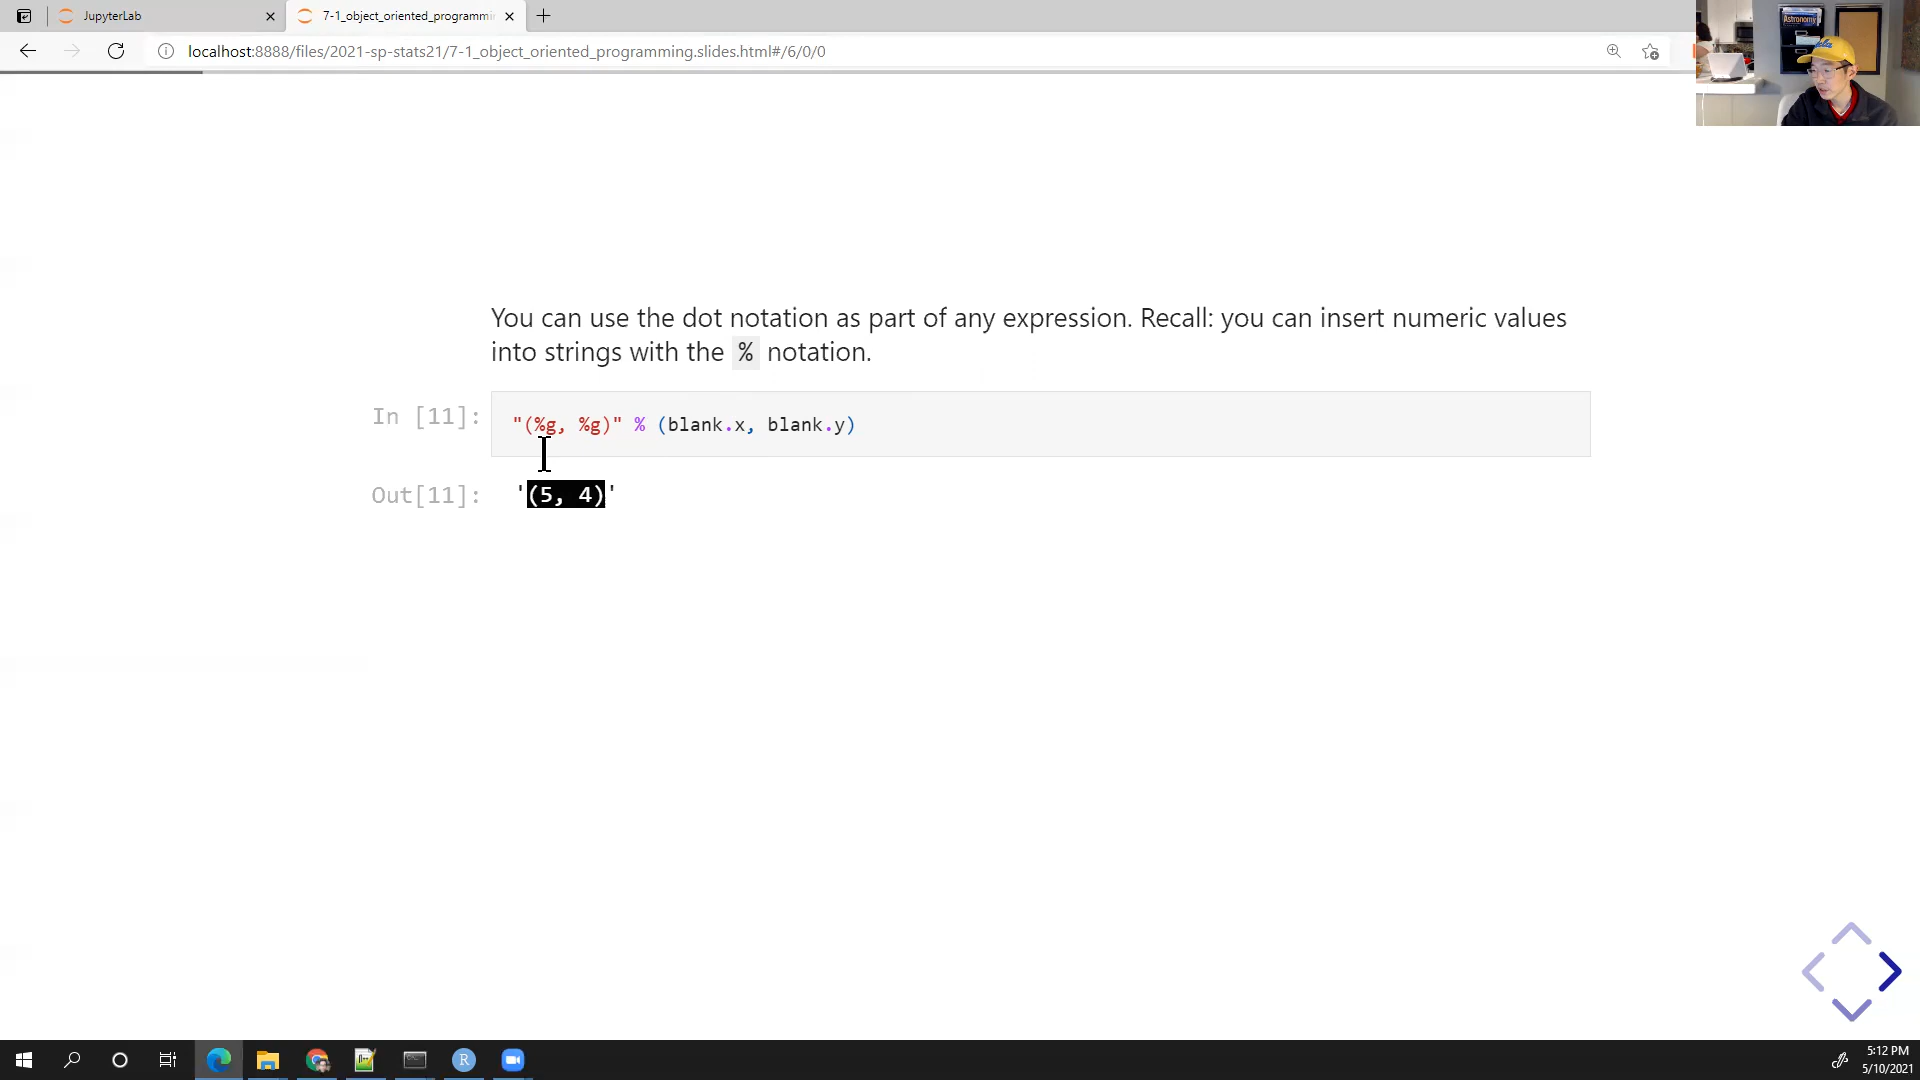 JupyterLab
7-1_object_oriented_programmi
localhost:8888/files/2021-sp-stats21/7-1_object_oriented_programming.slides.html#/6/0/0
Astronomy
You can use the dot notation as part of any expression. Recall: you can insert numeric values
into strings with the % notation.
In [11]: "(%g, %g)" % (blank.x, blank.y)
Out[11]: '(5, 4)'
R
5:12 PM
5/10/2021